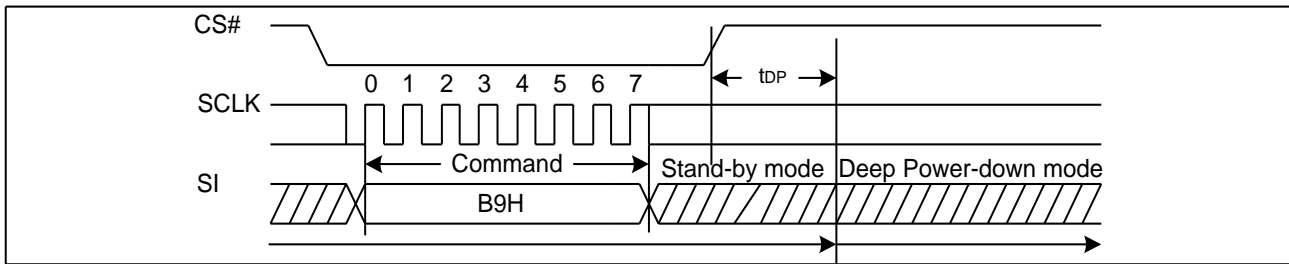 CS#
tDP
0 1 2 3 4 5 6 7
SCLK
Command
Stand-by mode Deep Power-down mode
SI
B9H